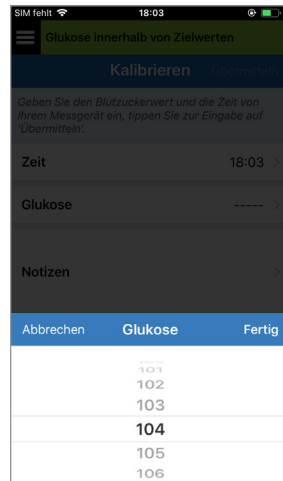 SIM fehlt 18:03
Glukose innerhalb von Zielwerten
Kalibrieren Übermitteln
Geben Sie den Blutzuckerwert und die Zeit von
Ihrem Messgerät ein, tippen Sie zur Eingabe auf
'Übermitteln'.
Zeit 18:03
Glukose -----
Notizen
Abbrechen Glukose Fertig
101
102
103
104
105
106